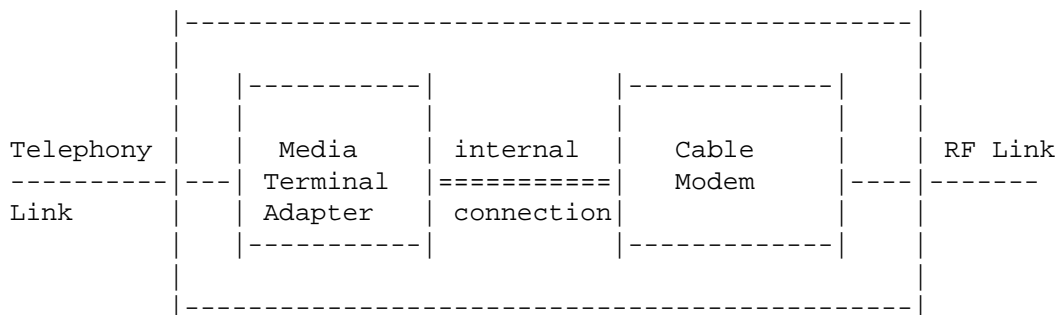 Telephony Media internal Cable RF Link
Terminal Modem
Link Adapter connection